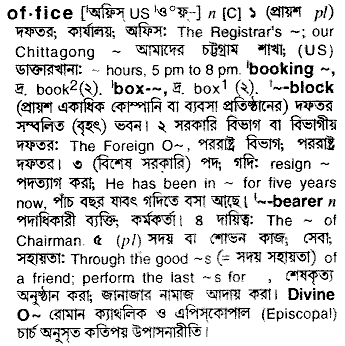 of·fice ['অফিস্ US 'ও°ফ়্--] n [C] ১ (প্রায়শ pl)
দফতর; কার্যালয়; অফিস: The Registrar's ~; our
Chittagong ~ আমাদের চট্টগ্রাম শাখা; (US)
ডাক্তারখানা: ~ hours, 5 pm to 8 pm. 'booking ~,
দ্র. book²(২). 'box-~, দ্র. box¹ (২). '~-block
(প্রায়শ একাধিক কোম্পানি বা ব্যবসা প্রতিষ্ঠানের) দফতর
সম্বলিত (বৃহৎ) ভবন। ২ সরকারি বিভাগ বা বিভাগীয়
দফতর: The Foreign O~, পররাষ্ট্র বিভাগ; পররাষ্ট্র
দফতর। ৩ (বিশেষ সরকারি) পদ; গদি: resign ~
পদত্যাগ করা; He has been in ~ for five years
now, পাঁচ বছর যাবৎ গদিতে বসা আছে। '~-bearer n
পদাধিকারী ব্যক্তি; কর্মকর্তা। ৪ দায়িত্ব: The ~ of
Chairman. ৫ (pl) সদয় বা শোভন কাজ; সেবা;
সহায়তা: Through the good ~s (= সদয় সহায়তা) of
a friend; perform the last ~s for , শেষকৃত্য
অনুষ্ঠান করা; জানাজার নামাজ আদায় করা। Divine
O~ রোমান ক্যাথলিক ও এপিস্কোপাল (Episcopal)
চার্চ অনুসৃত কতিপয় উপাসনারীতি।